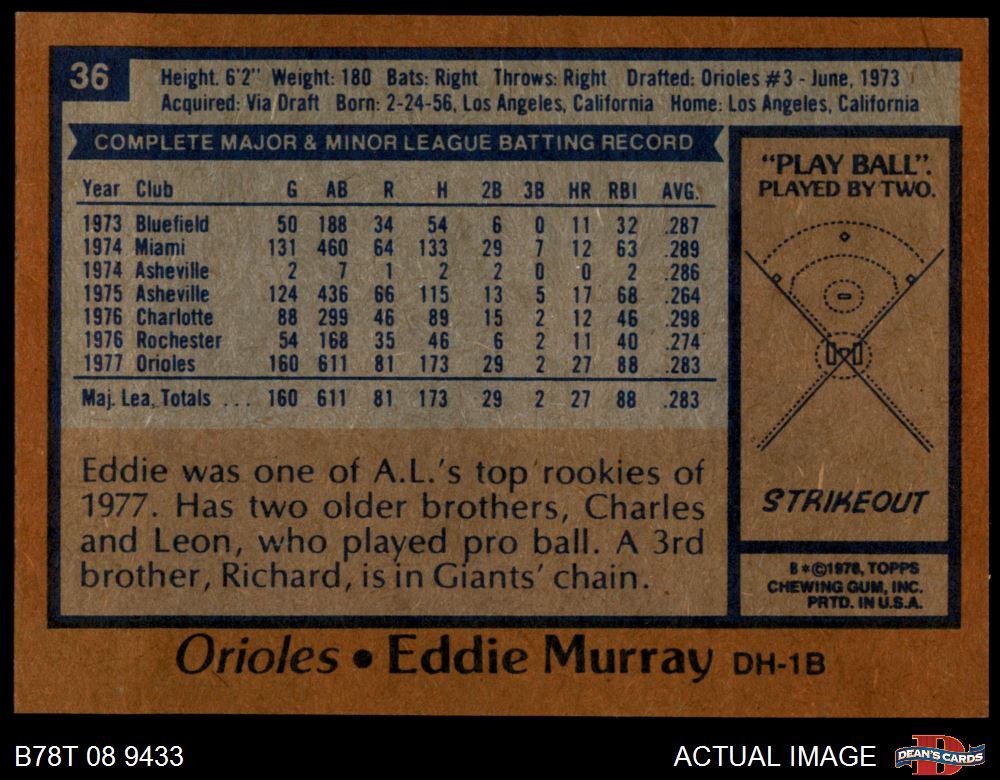 36
Height. 6'2" Weight: 180 Bats: Right Throws: Right Drafted: Orioles #3 - June, 1973
Acquired: Via Draft Born: 2-24-56, Los Angeles, California Home: Los Angeles, California
COMPLETE MAJOR & MINOR LEAGUE BATTING RECORD
Year Club G AB R H 2B 3B HR RBI AVG.
1973 Bluefield 50 188 34 54 6 0 11 32 .287
1974 Miami 131 460 64 133 29 7 12 63 .289
1974 Asheville 2 7 1 2 2 0 0 2 .286
1975 Asheville 124 436 66 115 13 5 17 68 .264
1976 Charlotte 88 299 46 89 15 2 12 46 .298
1976 Rochester 54 168 35 46 6 2 11 40 .274
1977 Orioles 160 611 81 173 29 2 27 88 .283
Maj. Lea. Totals ... 160 611 81 173 29 2 27 88 .283
Eddie was one of A.L.'s top rookies of
1977. Has two older brothers, Charles
and Leon, who played pro ball. A 3rd
brother, Richard, is in Giants' chain.
"PLAY BALL".
PLAYED BY TWO.
STRIKEOUT
B*©1978, TOPPS
CHEWING GUM, INC.
PRTD. IN U.S.A.
Orioles • Eddie Murray DH-1B
B78T 08 9433
ACTUAL IMAGE
DEAN'S CARDS